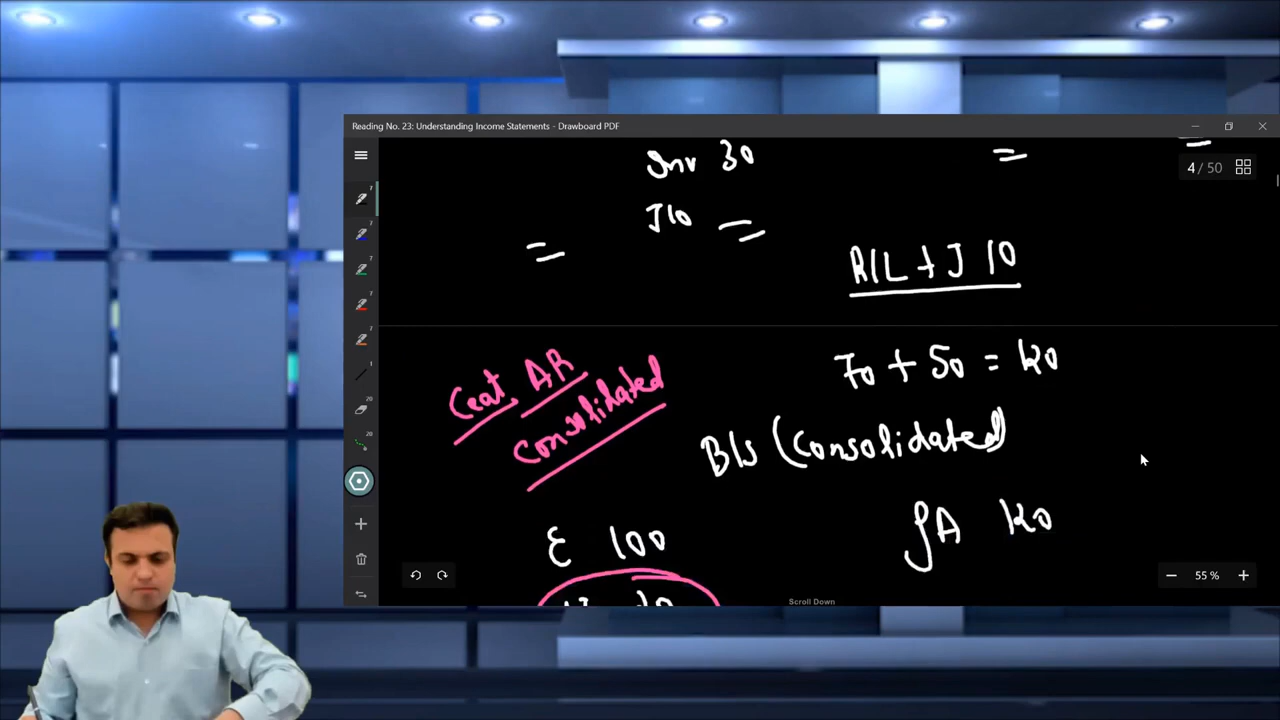 Reading No. 23: Understanding Income Statements - Drawboard PDF
4 / 50
Inv 30
J10
RIL + J 10
Ceat AR
Consolidated
70 + 50 = 120
B/s (Consolidated)
FA 120
E 100
55 %
Scroll Down